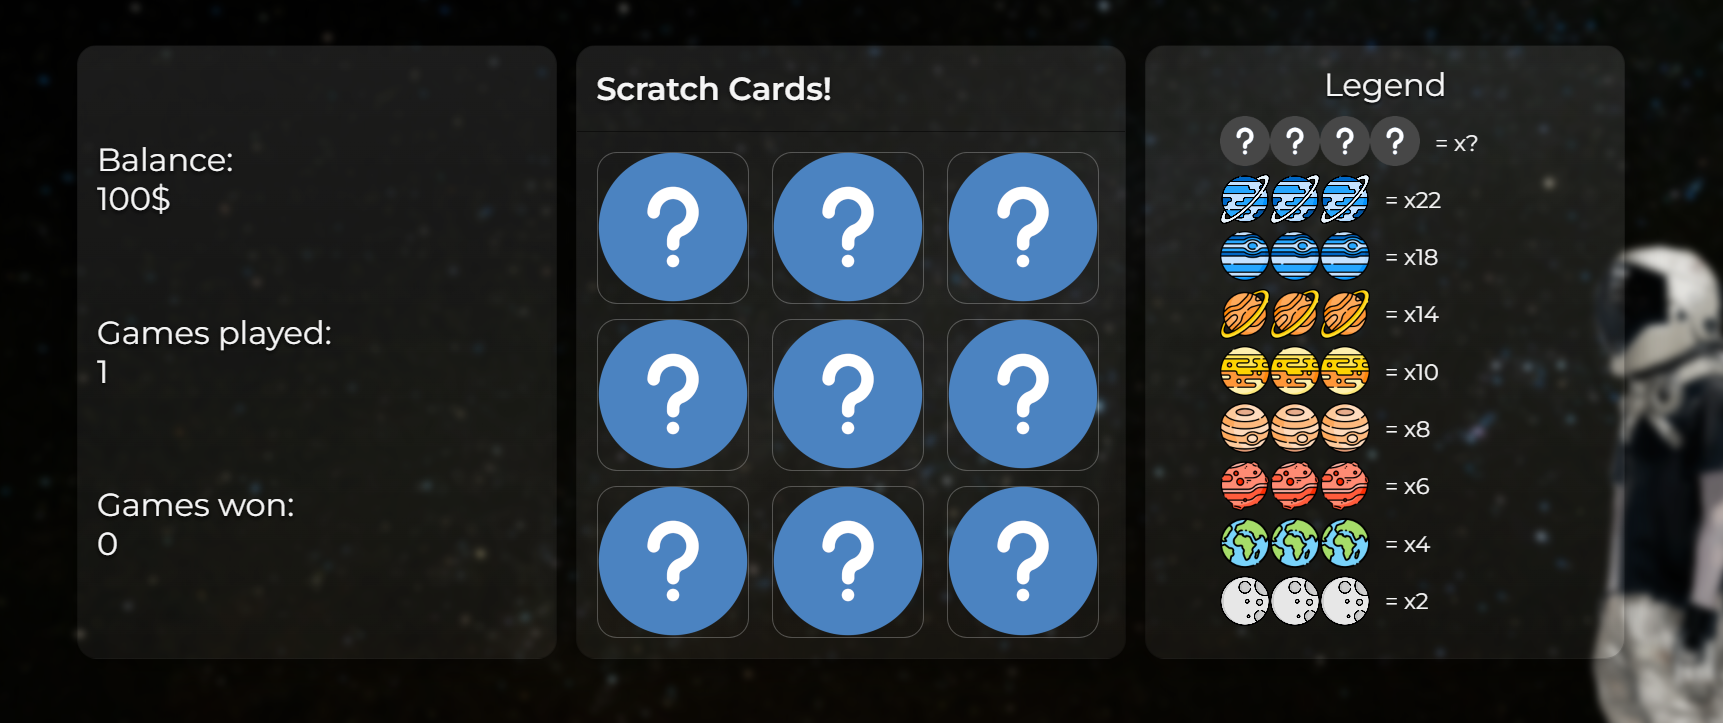 Balance:
100$
Games played:
1
Games won:
0
Scratch Cards!
? ? ?
? ? ?
? ? ?
Legend
? ? ? ? = x?
= x22
= x18
= x14
= x10
= x8
= x6
= x4
= x2